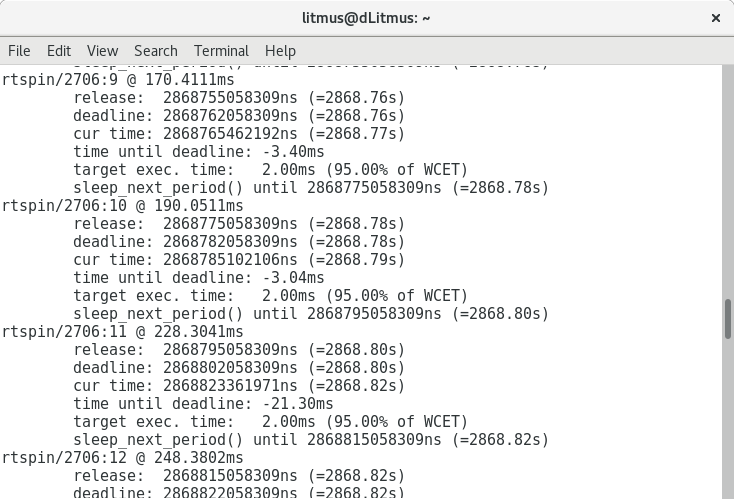 litmus@dLitmus: ~
File Edit View Search Terminal Help
rtspin/2706:9 @ 170.4111ms
release: 2868755058309ns (=2868.76s)
deadline: 2868762058309ns (=2868.76s)
cur time: 2868765462192ns (=2868.77s)
time until deadline: -3.40ms
target exec. time: 2.00ms (95.00% of WCET)
sleep_next_period() until 2868775058309ns (=2868.78s)
rtspin/2706:10 @ 190.0511ms
release: 2868775058309ns (=2868.78s)
deadline: 2868782058309ns (=2868.78s)
cur time: 2868785102106ns (=2868.79s)
time until deadline: -3.04ms
target exec. time: 2.00ms (95.00% of WCET)
sleep_next_period() until 2868795058309ns (=2868.80s)
rtspin/2706:11 @ 228.3041ms
release: 2868795058309ns (=2868.80s)
deadline: 2868802058309ns (=2868.80s)
cur time: 2868823361971ns (=2868.82s)
time until deadline: -21.30ms
target exec. time: 2.00ms (95.00% of WCET)
sleep_next_period() until 2868815058309ns (=2868.82s)
rtspin/2706:12 @ 248.3802ms
release: 2868815058309ns (=2868.82s)
deadline: 2868822058309ns (=2868.82s)